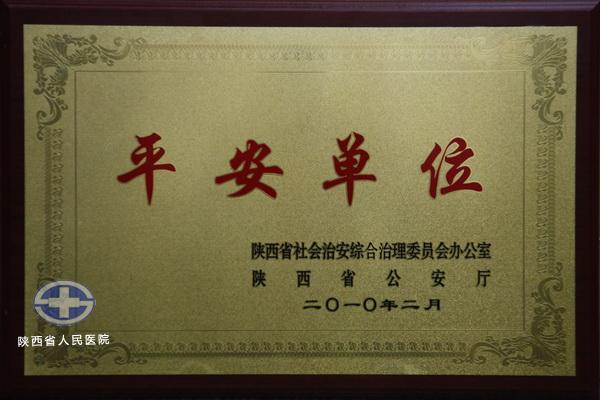 平安单位
陕西省社会治安综合治理委员会办公室
陕西省公安厅
二〇一〇年二月
陕西省人民医院